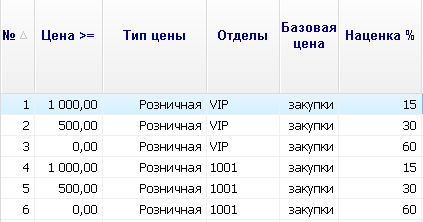 № Цена >= Тип цены Отделы Базовая цена Наценка %
1 1 000,00 Розничная VIP закупки 15
2 500,00 Розничная VIP закупки 30
3 0,00 Розничная VIP закупки 60
4 1 000,00 Розничная 1001 закупки 15
5 500,00 Розничная 1001 закупки 30
6 0,00 Розничная 1001 закупки 60